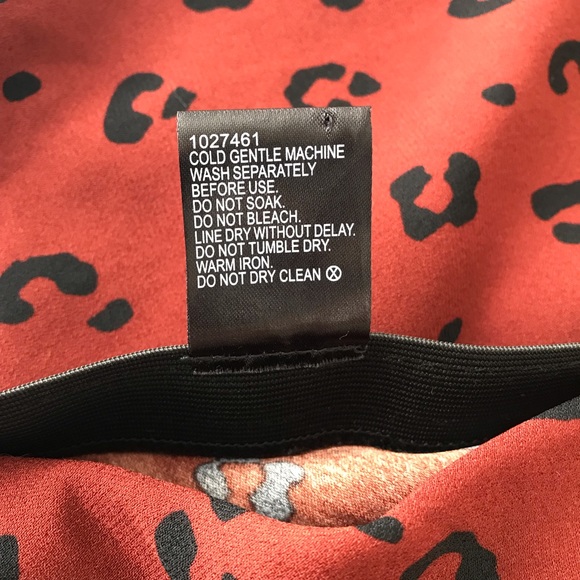 1027461
COLD GENTLE MACHINE
WASH SEPARATELY
BEFORE USE.
DO NOT SOAK.
DO NOT BLEACH.
LINE DRY WITHOUT DELAY.
DO NOT TUMBLE DRY.
WARM IRON.
DO NOT DRY CLEAN